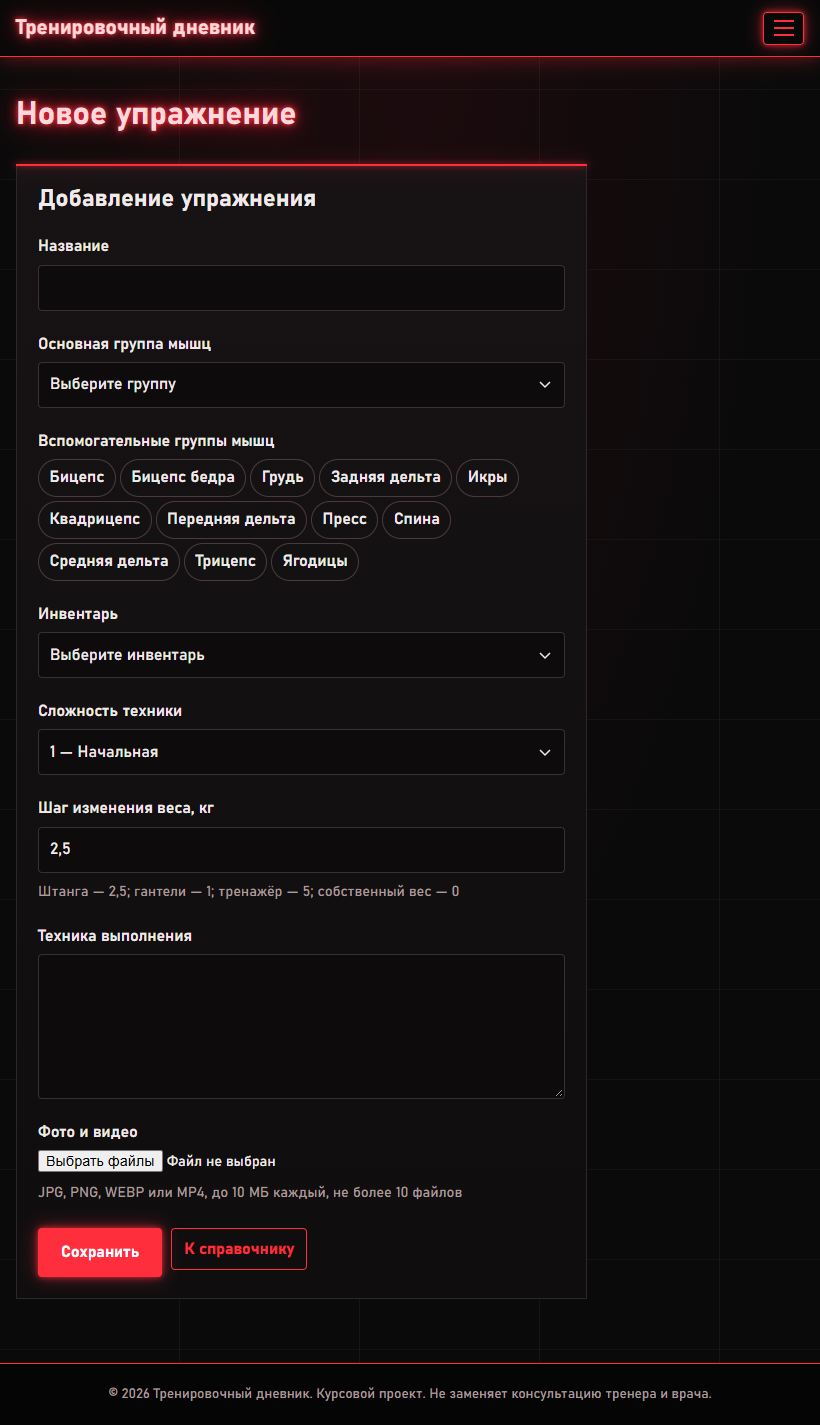 Тренировочный дневник
Новое упражнение
Добавление упражнения
Название
Основная группа мышц
Выберите группу
Вспомогательные группы мышц
Бицепс Бицепс бедра Грудь Задняя дельта Икры
Квадрицепс Передняя дельта Пресс Спина
Средняя дельта Трицепс Ягодицы
Инвентарь
Выберите инвентарь
Сложность техники
1 — Начальная
Шаг изменения веса, кг
2,5
Штанга — 2,5; гантели — 1; тренажёр — 5; собственный вес — 0
Техника выполнения
Фото и видео
Выбрать файлы Файл не выбран
JPG, PNG, WEBP или MP4, до 10 МБ каждый, не более 10 файлов
Сохранить К справочнику
© 2026 Тренировочный дневник. Курсовой проект. Не заменяет консультацию тренера и врача.